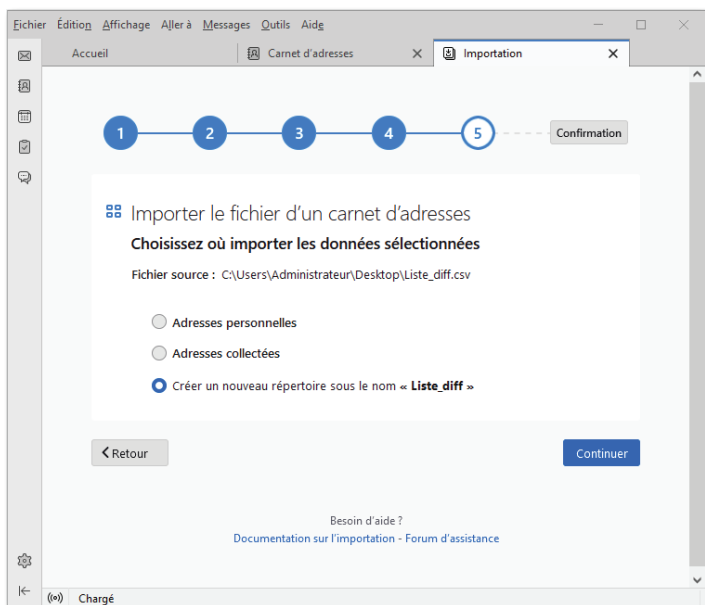 Fichier Édition Affichage Aller à Messages Outils Aide
Accueil Carnet d'adresses Importation
1 2 3 4 5 Confirmation
Importer le fichier d'un carnet d'adresses
Choisissez où importer les données sélectionnées
Fichier source : C:\Users\Administrateur\Desktop\Liste_diff.csv
Adresses personnelles
Adresses collectées
Créer un nouveau répertoire sous le nom « Liste_diff »
Retour Continuer
Besoin d'aide ?
Documentation sur l'importation - Forum d'assistance
Chargé